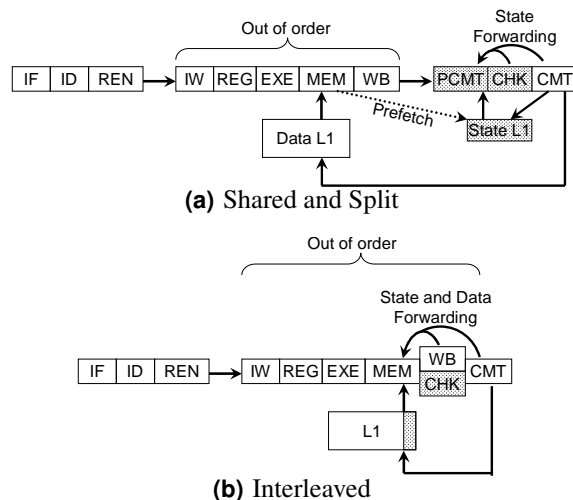 State
Forwarding
Out of order
IF ID REN IW REG EXE MEM WB PCMT CHK CMT
Prefetch
Data L1 State L1
(a) Shared and Split
Out of order
State and Data
Forwarding
WB
IF ID REN IW REG EXE MEM CMT
CHK
L1
(b) Interleaved